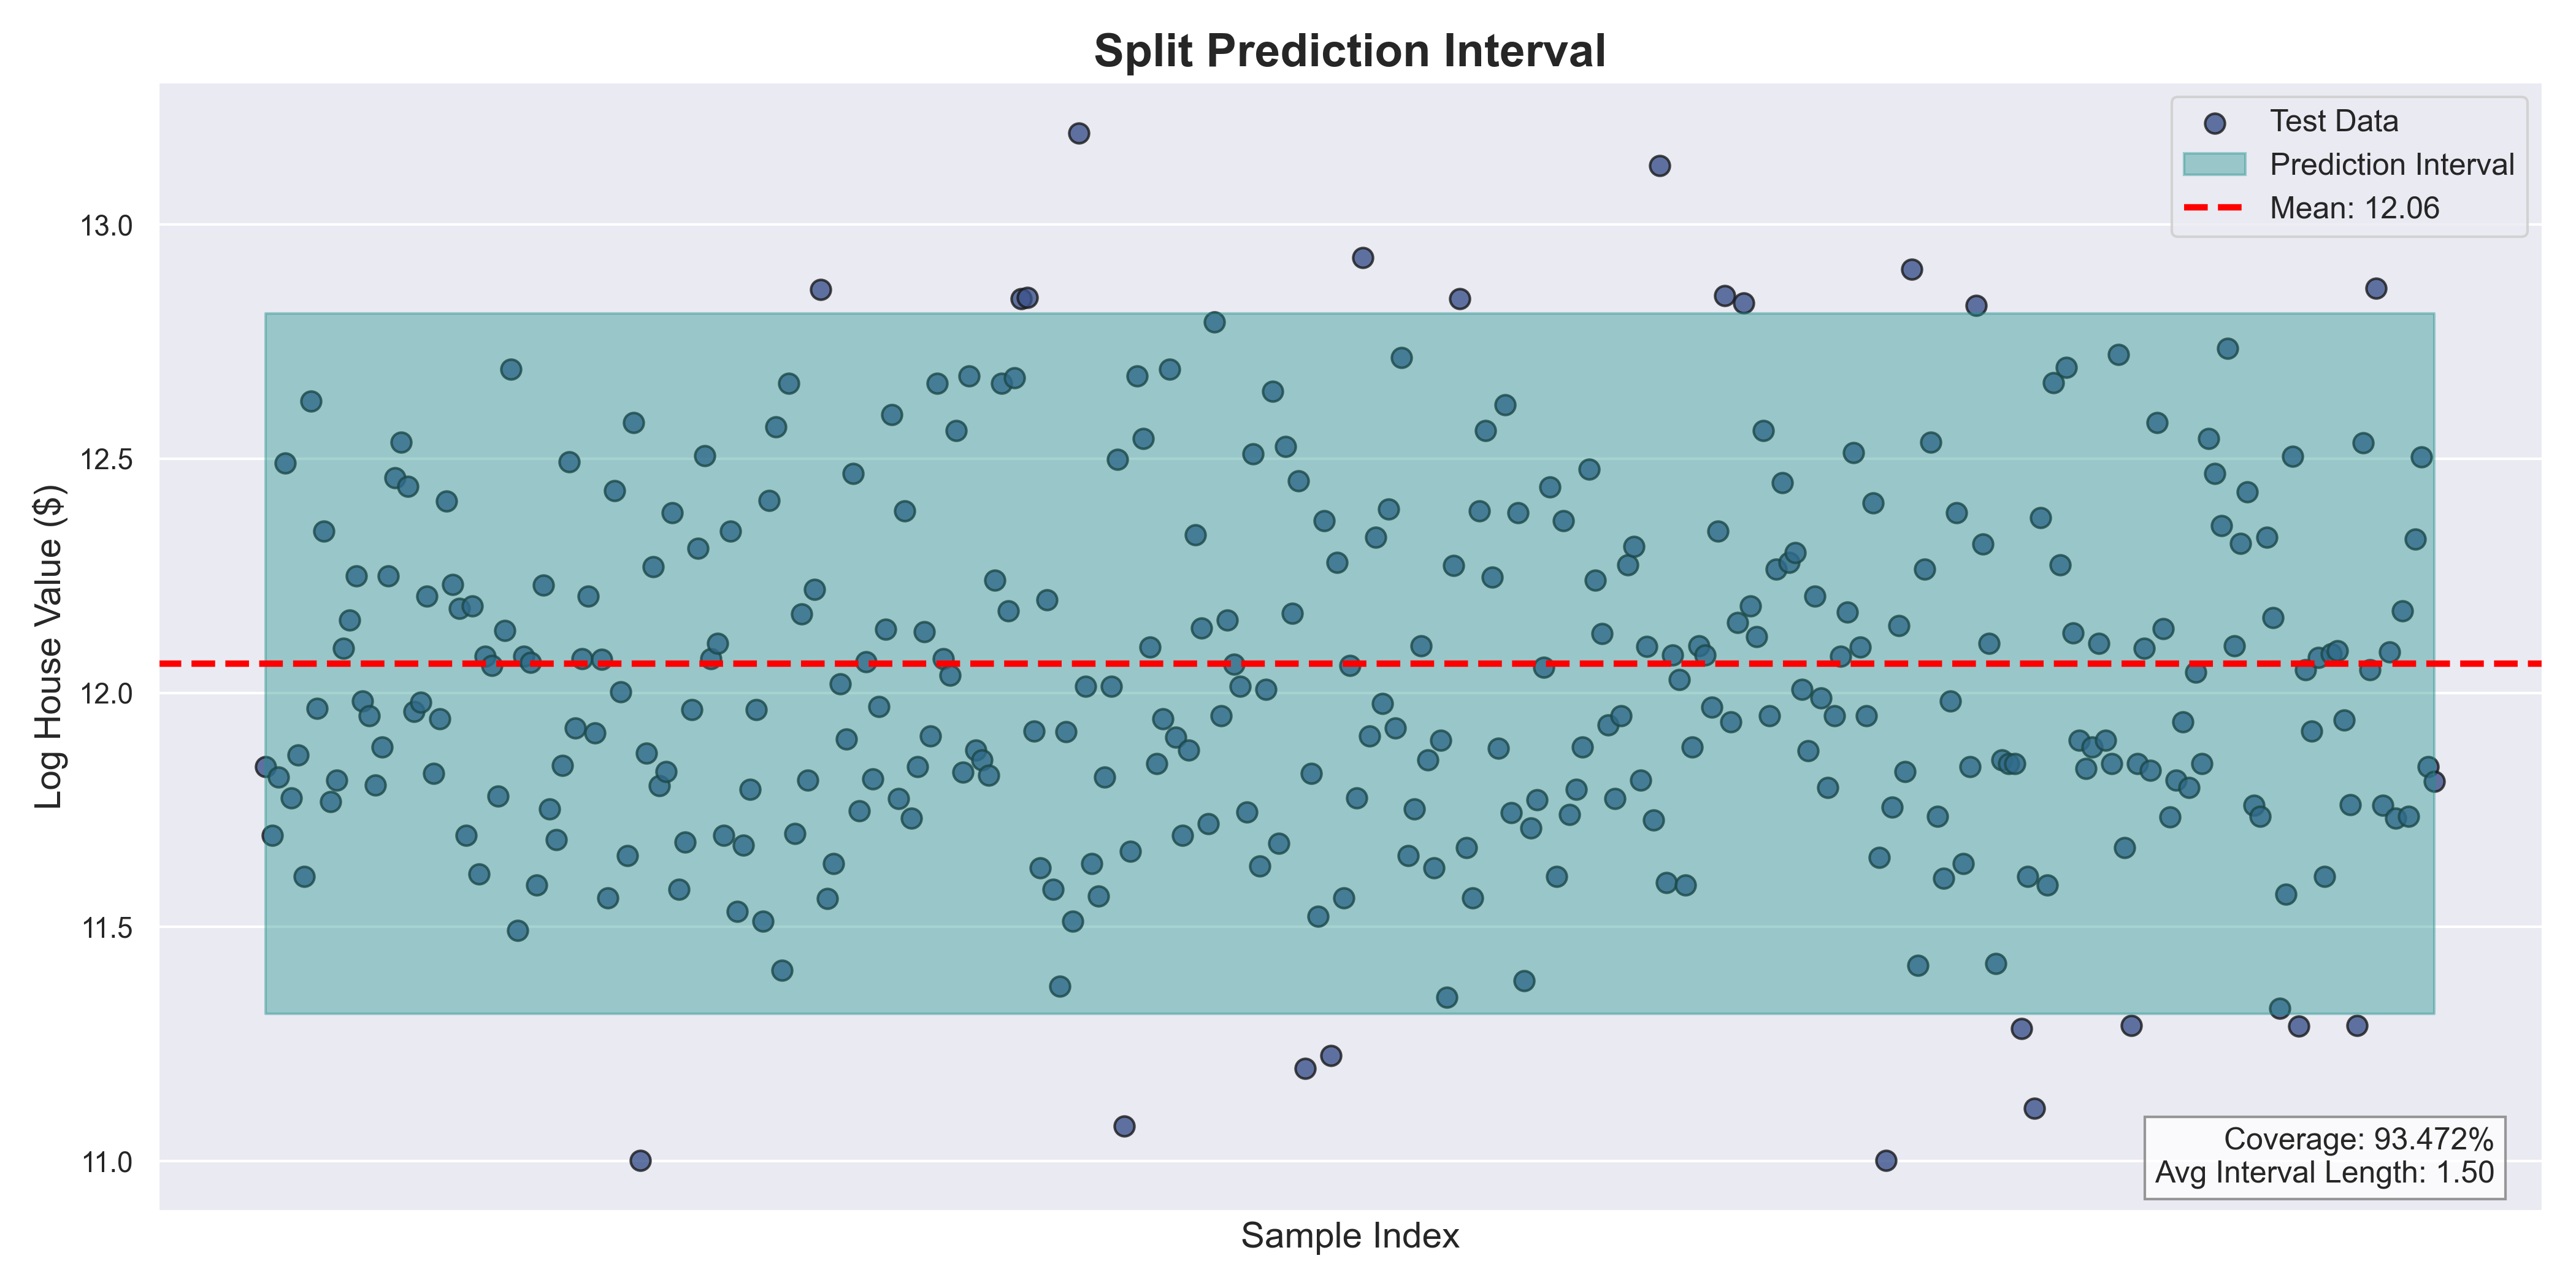 Split Prediction Interval
Test Data
Prediction Interval
Mean: 12.06
13.0
12.5
12.0
11.5
11.0
Log House Value ($)
Coverage: 93.472%
Avg Interval Length: 1.50
Sample Index